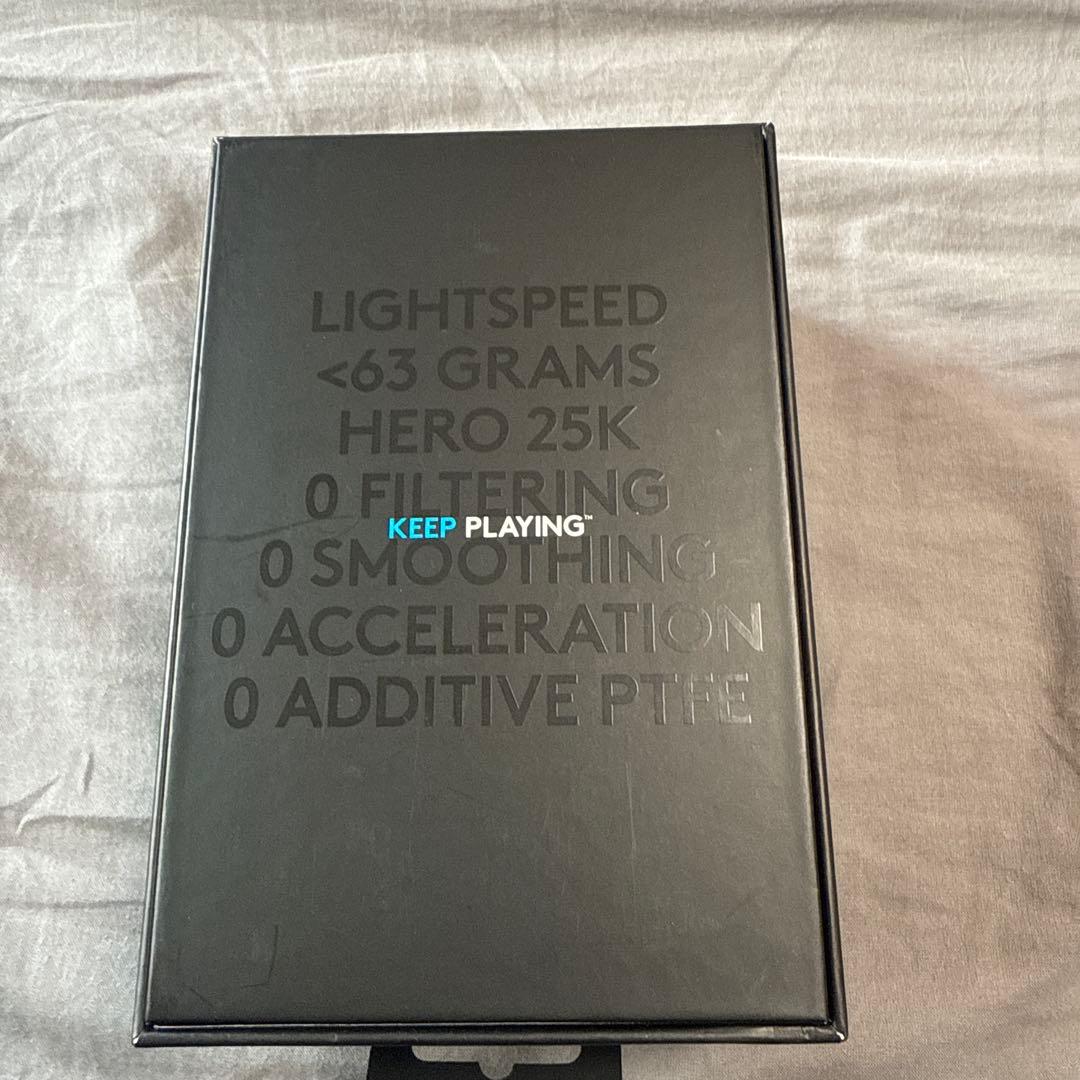 LIGHTSPEED
<63 GRAMS
HERO 25K
0 FILTERING
KEEP PLAYING™
0 SMOOTHING
0 ACCELERATION
0 ADDITIVE PTFE